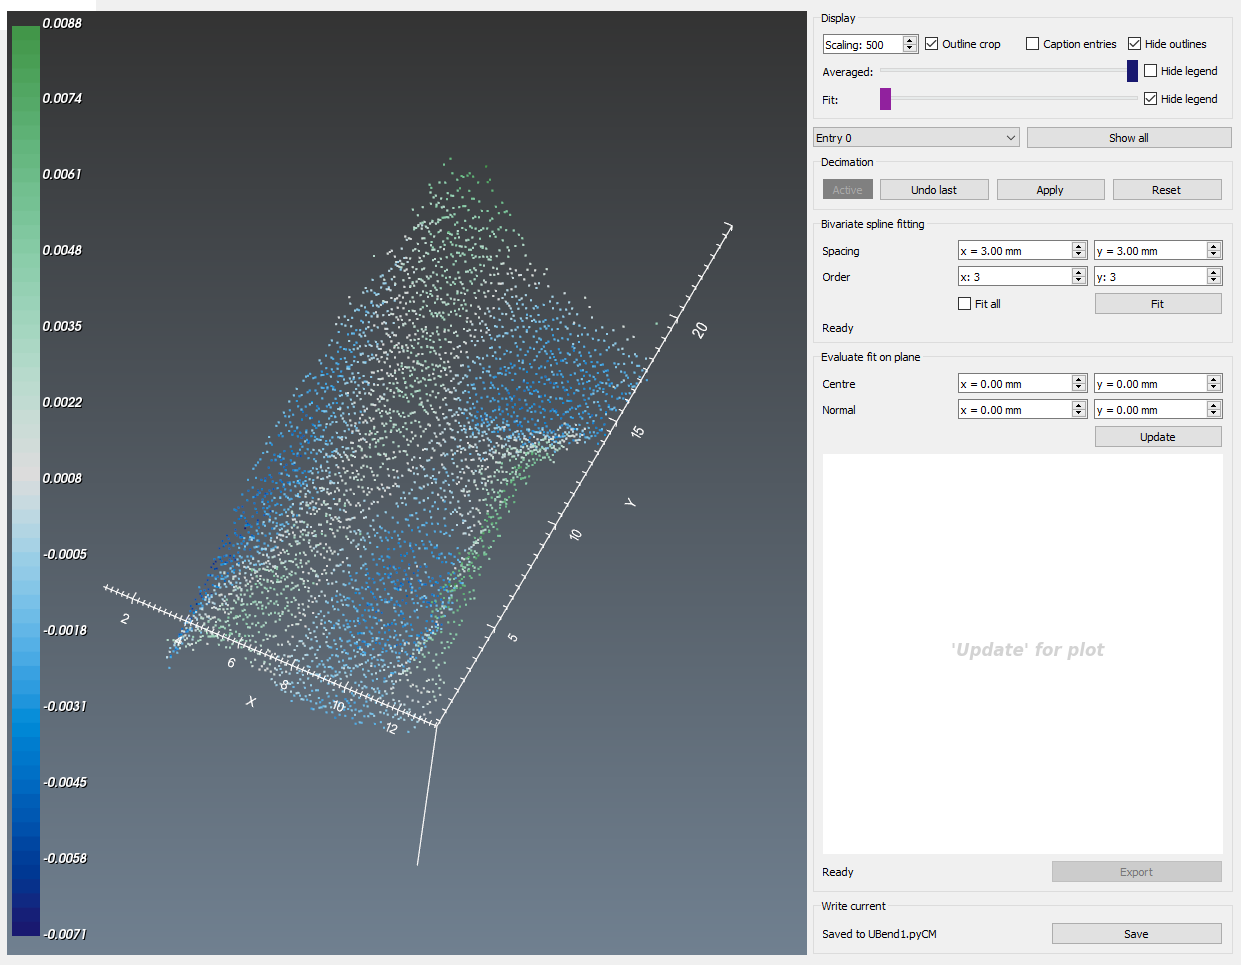 0.0088
0.0074
0.0061
0.0048
0.0035
0.0022
0.0008
-0.0005
-0.0018
-0.0031
-0.0045
-0.0058
-0.0071
2
4
6
8
10
12
X
5
10
15
20
Y
Display
Scaling: 500
Outline crop
Caption entries
Hide outlines
Averaged:
Hide legend
Fit:
Hide legend
Entry 0
Show all
Decimation
Active
Undo last
Apply
Reset
Bivariate spline fitting
Spacing
x = 3.00 mm
y = 3.00 mm
Order
x: 3
y: 3
Fit all
Fit
Ready
Evaluate fit on plane
Centre
x = 0.00 mm
y = 0.00 mm
Normal
x = 0.00 mm
y = 0.00 mm
Update
'Update' for plot
Ready
Export
Write current
Saved to UBend1.pyCM
Save